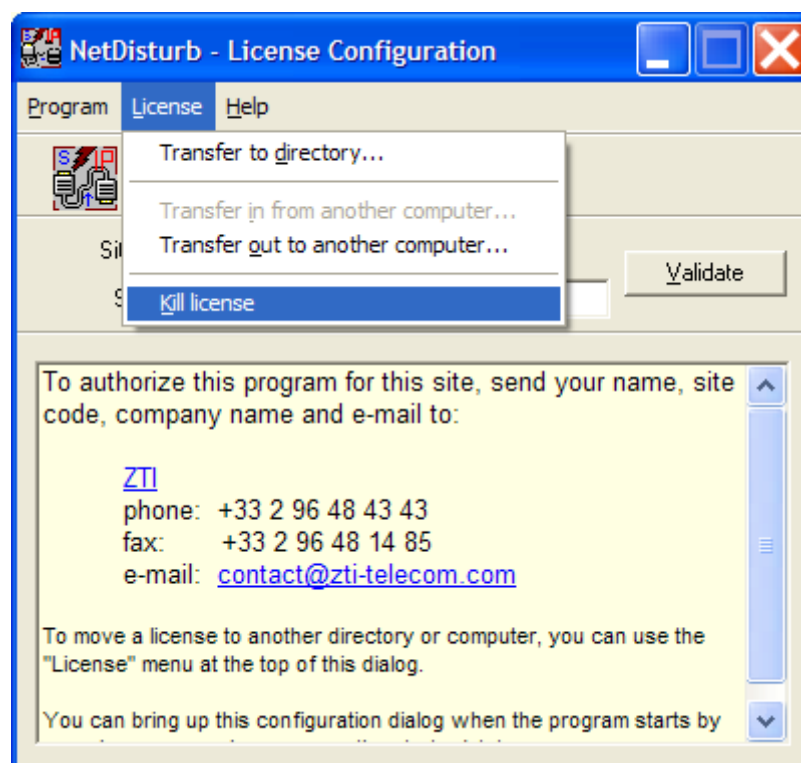 NetDisturb - License Configuration
Program License Help
Transfer to directory...
Transfer in from another computer...
Transfer out to another computer...
Kill license
Validate
To authorize this program for this site, send your name, site
code, company name and e-mail to:
ZTI
phone: +33 2 96 48 43 43
fax: +33 2 96 48 14 85
e-mail: contact@zti-telecom.com
To move a license to another directory or computer, you can use the
"License" menu at the top of this dialog.
You can bring up this configuration dialog when the program starts by